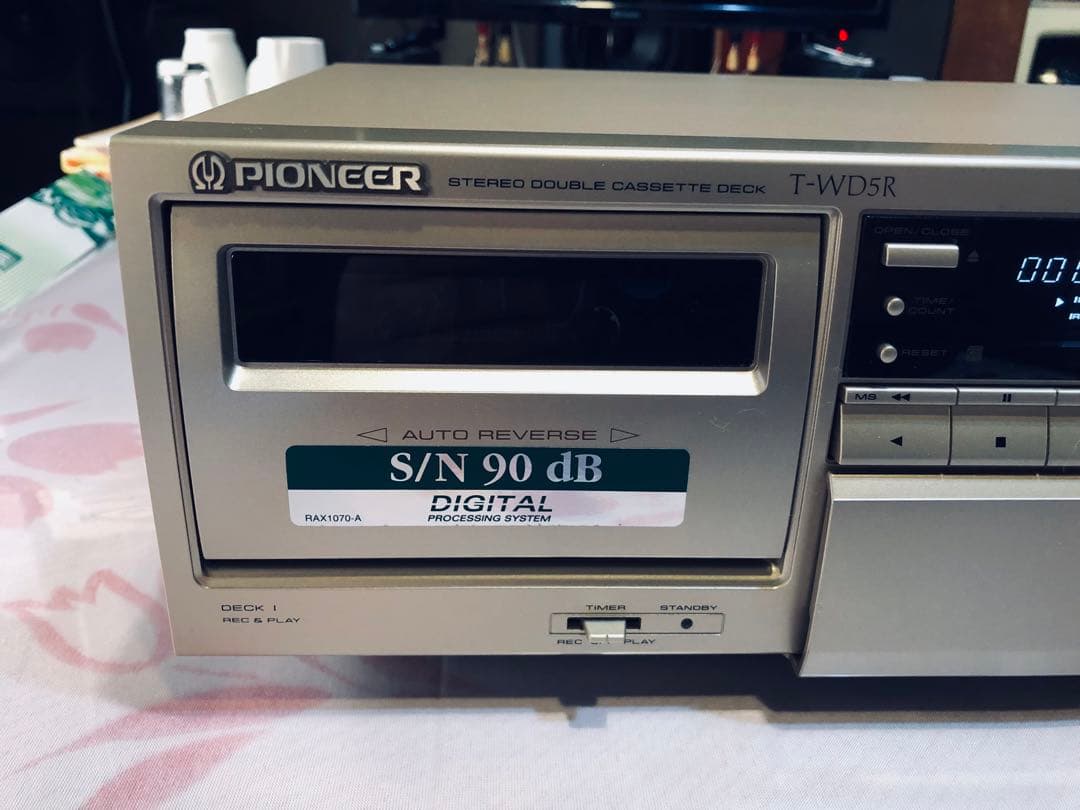 PIONEER STEREO DOUBLE CASSETTE DECK T-WD5R
OPEN/CLOSE
TIME/
COUNT
RESET
MS
AUTO REVERSE
S/N 90 dB
DIGITAL
PROCESSING SYSTEM
RAX1070-A
DECK I
REC & PLAY
TIMER STANDBY
REC PLAY